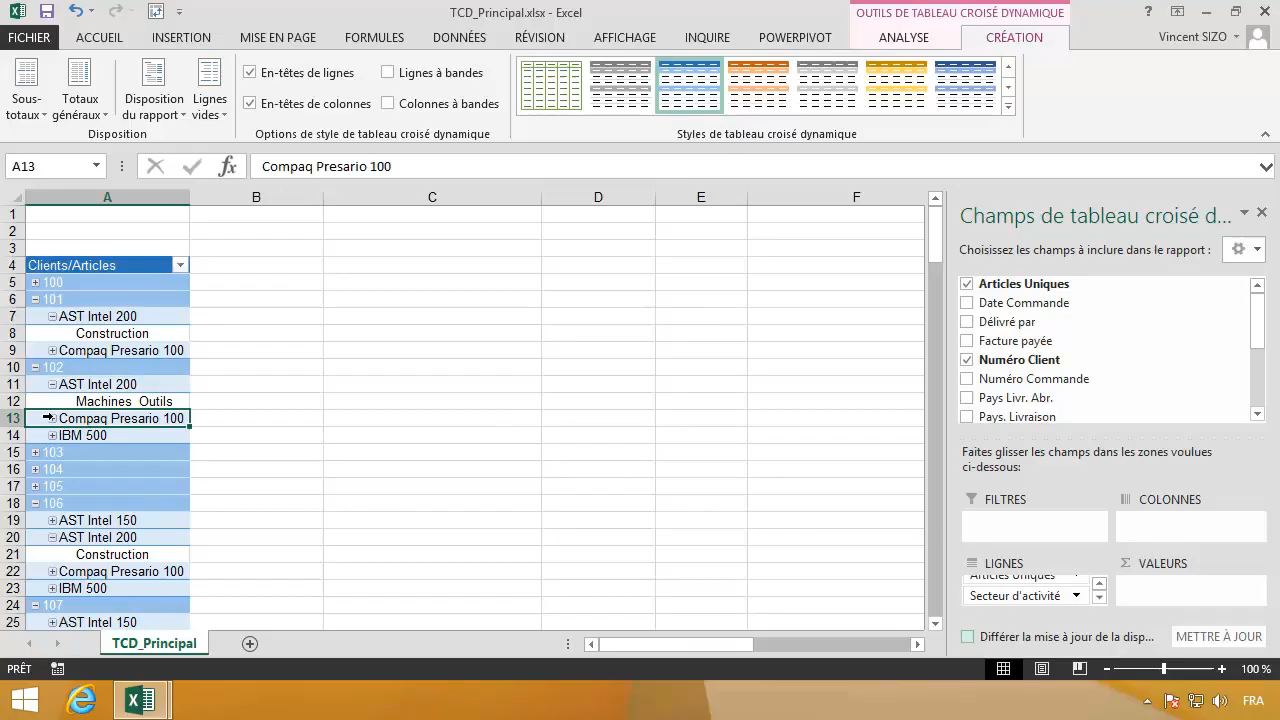 TCD_Principal.xlsx - Excel
OUTILS DE TABLEAU CROISÉ DYNAMIQUE
?
FICHIER ACCUEIL INSERTION MISE EN PAGE FORMULES DONNÉES RÉVISION AFFICHAGE INQUIRE POWERPIVOT ANALYSE CRÉATION Vincent SIZO
Sous-totaux
Totaux généraux
Disposition du rapport
Lignes vides
Disposition
En-têtes de lignes
Lignes à bandes
En-têtes de colonnes
Colonnes à bandes
Options de style de tableau croisé dynamique
Styles de tableau croisé dynamique
A13
fx
Compaq Presario 100
A B C D E F
1
2
3
4 Clients/Articles
5 100
6 101
7 AST Intel 200
8 Construction
9 Compaq Presario 100
10 102
11 AST Intel 200
12 Machines Outils
13 Compaq Presario 100
14 IBM 500
15 103
16 104
17 105
18 106
19 AST Intel 150
20 AST Intel 200
21 Construction
22 Compaq Presario 100
23 IBM 500
24 107
25 AST Intel 150
Champs de tableau croisé d...
Choisissez les champs à inclure dans le rapport :
Articles Uniques
Date Commande
Délivré par
Facture payée
Numéro Client
Numéro Commande
Pays Livr. Abr.
Pays. Livraison
Faites glisser les champs dans les zones voulues
ci-dessous:
FILTRES
COLONNES
LIGNES
Σ VALEURS
Articles Uniques
Secteur d'activité
Différer la mise à jour de la disp...
METTRE À JOUR
TCD_Principal
PRÊT
100 %
FRA